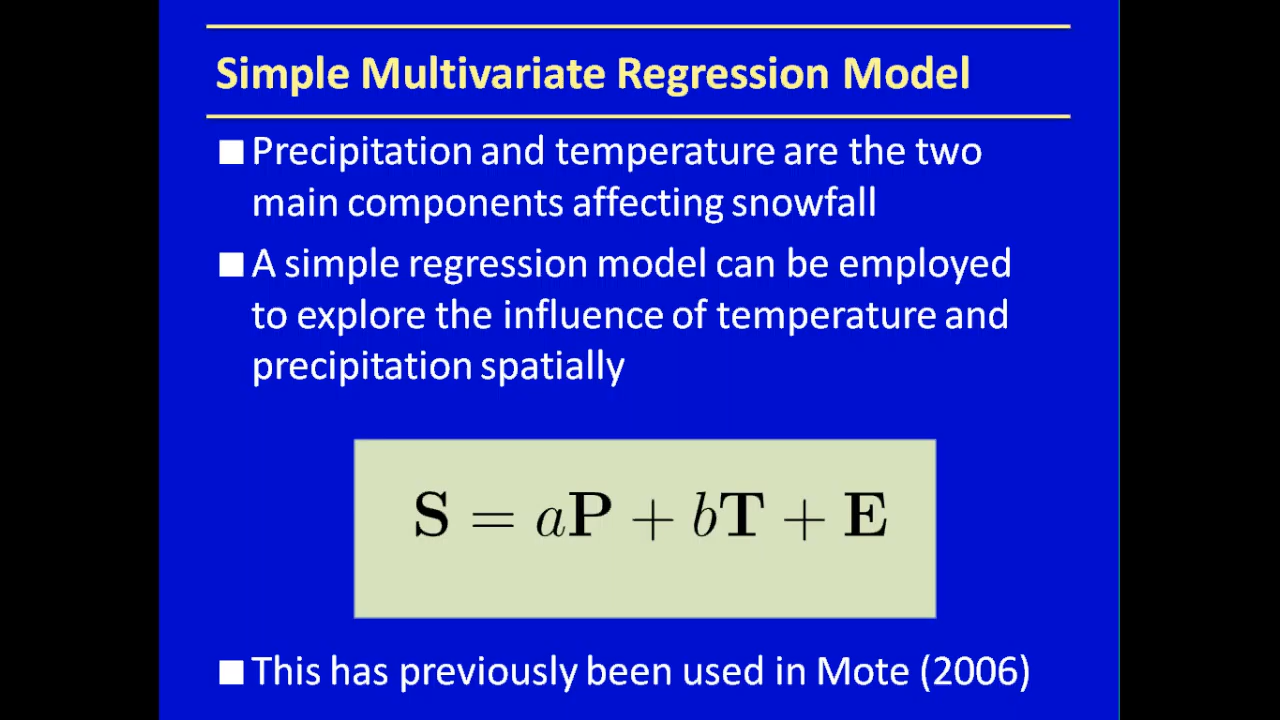 Simple Multivariate Regression Model
■ Precipitation and temperature are the two
main components affecting snowfall
■ A simple regression model can be employed
to explore the influence of temperature and
precipitation spatially
S = aP + bT + E
■ This has previously been used in Mote (2006)